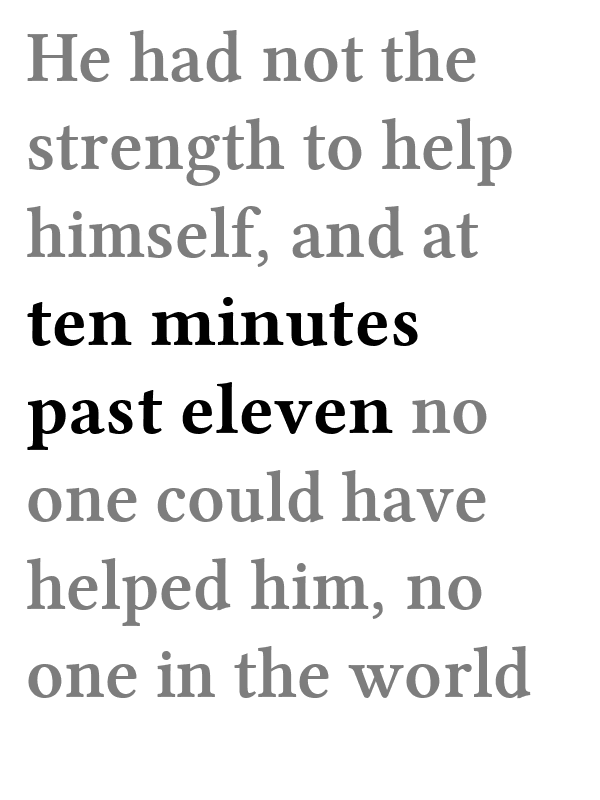 He had not the
strength to help
himself, and at
ten minutes
past eleven no
one could have
helped him, no
one in the world